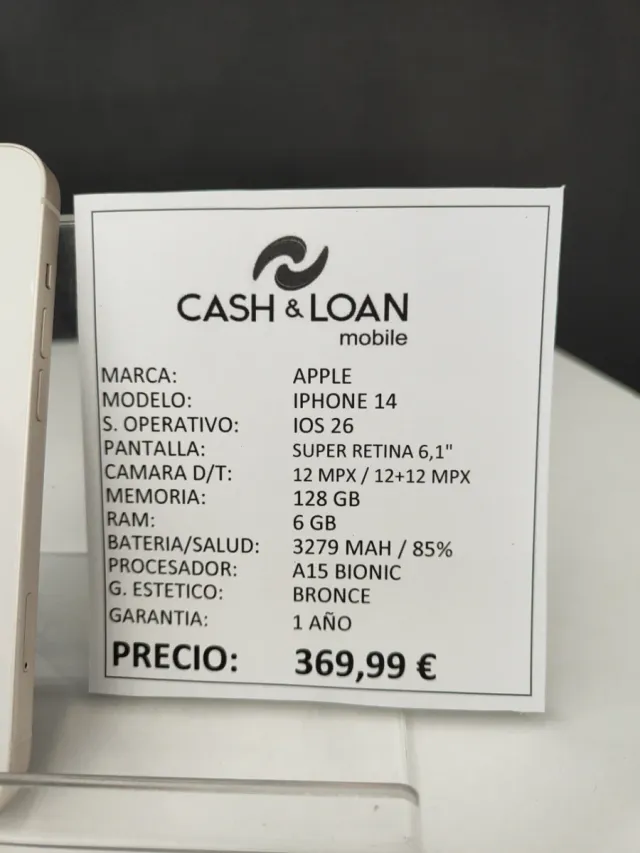 CASH & LOAN
mobile
MARCA: APPLE
MODELO: IPHONE 14
S. OPERATIVO: IOS 26
PANTALLA: SUPER RETINA 6,1"
CAMARA D/T: 12 MPX / 12+12 MPX
MEMORIA: 128 GB
RAM: 6 GB
BATERIA/SALUD: 3279 MAH / 85%
PROCESADOR: A15 BIONIC
G. ESTETICO: BRONCE
GARANTIA: 1 AÑO
PRECIO: 369,99 €